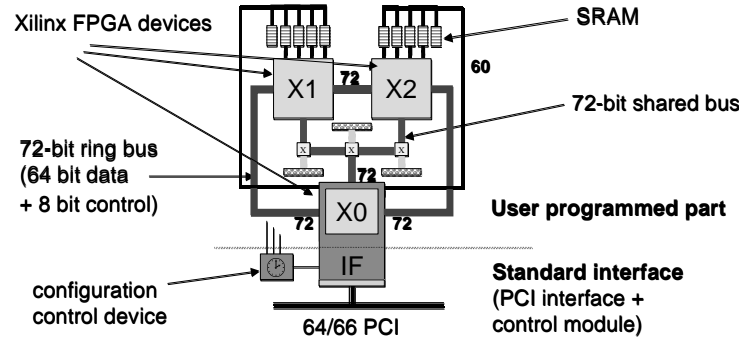 Xilinx FPGA devices
SRAM
60
X1
72
X2
72-bit shared bus
x
x
x
72-bit ring bus
(64 bit data
+ 8 bit control)
72
72
X0
72
User programmed part
IF
Standard interface
(PCI interface +
control module)
configuration
control device
64/66 PCI